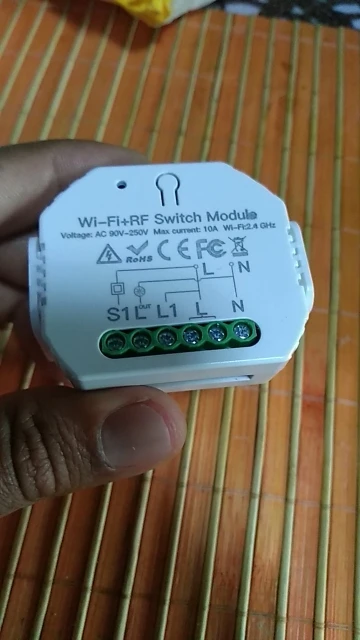 Wi-Fi+RF Switch Module
Voltage: AC 90V~250V Max current: 10A Wi-Fi:2.4 GHz
RoHS CE FC
L N
S1 L OUT L1 L N